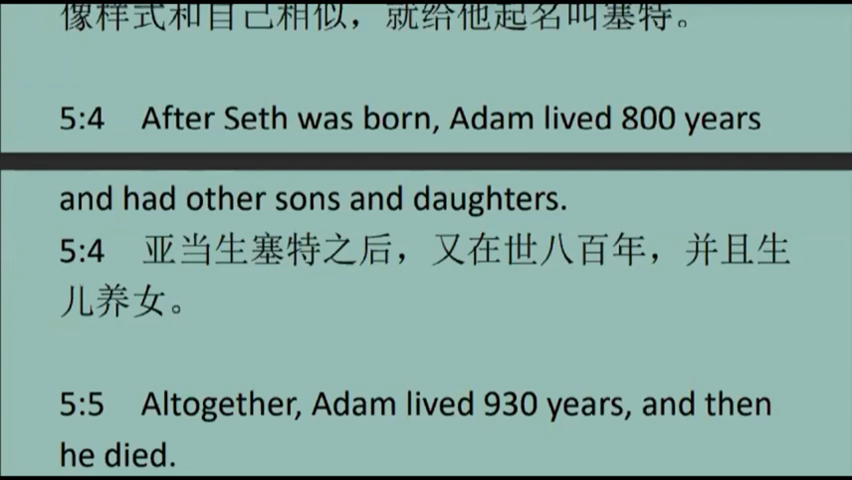 像样式和自己相似，就给他起名叫塞特。
5:4 After Seth was born, Adam lived 800 years
and had other sons and daughters.
5:4 亚当生塞特之后，又在世八百年，并且生
儿养女。
5:5 Altogether, Adam lived 930 years, and then
he died.